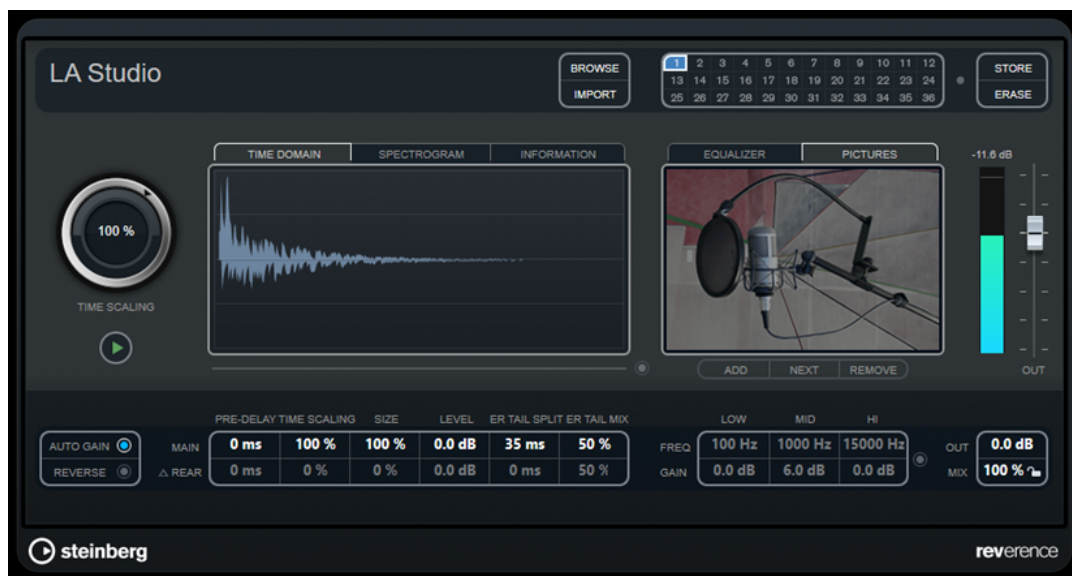 LA Studio
BROWSE
IMPORT
1 2 3 4 5 6 7 8 9 10 11 12
13 14 15 16 17 18 19 20 21 22 23 24
25 26 27 28 29 30 31 32 33 34 35 36
STORE
ERASE
TIME DOMAIN SPECTROGRAM INFORMATION
EQUALIZER PICTURES
-11.6 dB
100 %
TIME SCALING
ADD NEXT REMOVE
OUT
PRE-DELAY TIME SCALING SIZE LEVEL ER TAIL SPLIT ER TAIL MIX
LOW MID HI
AUTO GAIN
REVERSE
MAIN 0 ms 100 % 100 % 0.0 dB 35 ms 50 %
△ REAR 0 ms 0 % 0 % 0.0 dB 0 ms 50 %
FREQ 100 Hz 1000 Hz 15000 Hz
GAIN 0.0 dB 6.0 dB 0.0 dB
OUT 0.0 dB
MIX 100 %
steinberg
reverence